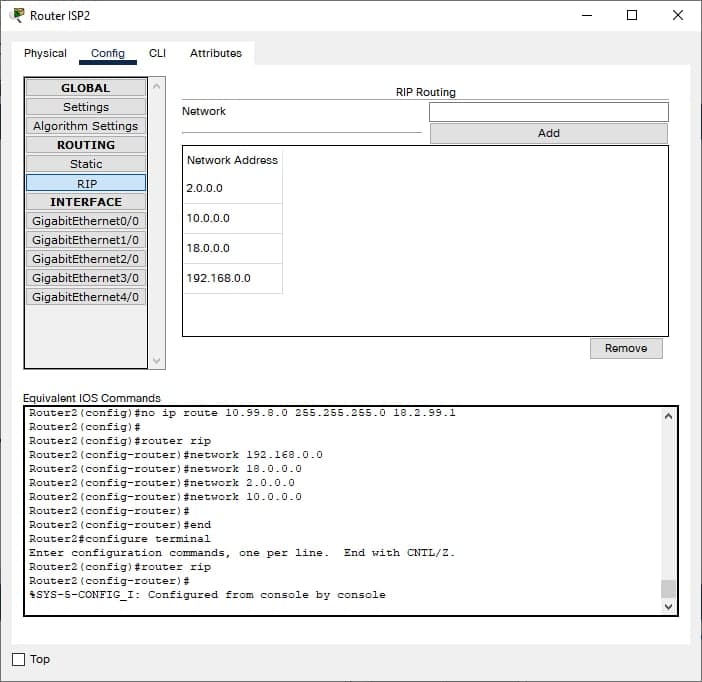 Router ISP2
Physical Config CLI Attributes
GLOBAL
Settings
Algorithm Settings
ROUTING
Static
RIP
INTERFACE
GigabitEthernet0/0
GigabitEthernet1/0
GigabitEthernet2/0
GigabitEthernet3/0
GigabitEthernet4/0
RIP Routing
Network
Add
Network Address
2.0.0.0
10.0.0.0
18.0.0.0
192.168.0.0
Remove
Equivalent IOS Commands
Router2(config)#no ip route 10.99.8.0 255.255.255.0 18.2.99.1
Router2(config)#
Router2(config)#router rip
Router2(config-router)#network 192.168.0.0
Router2(config-router)#network 18.0.0.0
Router2(config-router)#network 2.0.0.0
Router2(config-router)#network 10.0.0.0
Router2(config-router)#
Router2(config-router)#end
Router2#configure terminal
Enter configuration commands, one per line. End with CNTL/Z.
Router2(config)#router rip
Router2(config-router)#
%SYS-5-CONFIG_I: Configured from console by console
Top